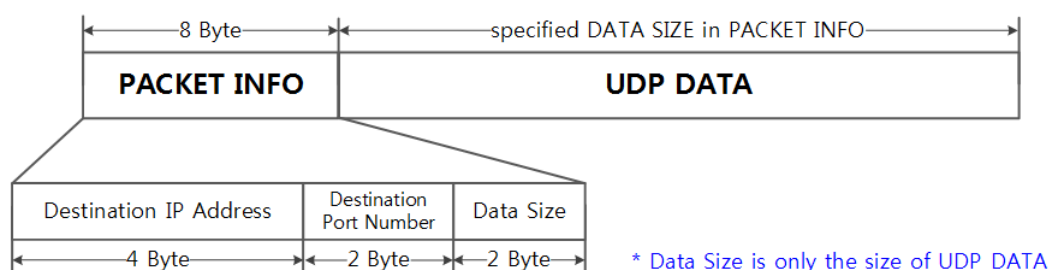 8 Byte
specified DATA SIZE in PACKET INFO
PACKET INFO
UDP DATA
Destination IP Address
Destination
Port Number
Data Size
4 Byte
2 Byte
2 Byte
* Data Size is only the size of UDP DATA